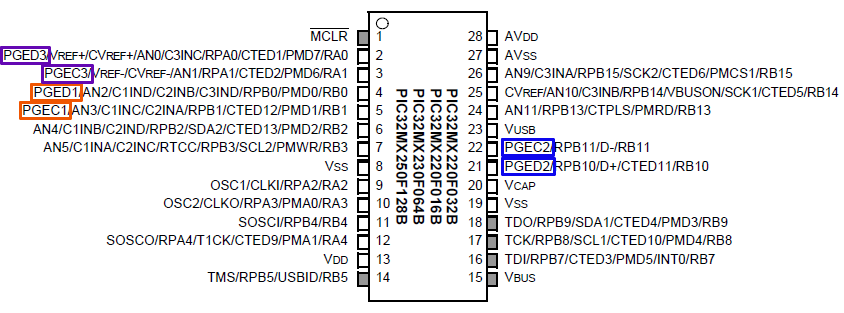 MCLR 1
PGED3/VREF+/CVREF+/AN0/C3INC/RPA0/CTED1/PMD7/RA0 2
PGEC3/VREF-/CVREF-/AN1/RPA1/CTED2/PMD6/RA1 3
PGED1/AN2/C1IND/C2INB/C3IND/RPB0/PMD0/RB0 4
PGEC1/AN3/C1INC/C2INA/RPB1/CTED12/PMD1/RB1 5
AN4/C1INB/C2IND/RPB2/SDA2/CTED13/PMD2/RB2 6
AN5/C1INA/C2INC/RTCC/RPB3/SCL2/PMWR/RB3 7
VSS 8
OSC1/CLKI/RPA2/RA2 9
OSC2/CLKO/RPA3/PMA0/RA3 10
SOSCI/RPB4/RB4 11
SOSCO/RPA4/T1CK/CTED9/PMA1/RA4 12
VDD 13
TMS/RPB5/USBID/RB5 14
PIC32MX220F032B
PIC32MX220F016B
PIC32MX230F064B
PIC32MX250F128B
28 AVDD
27 AVSS
26 AN9/C3INA/RPB15/SCK2/CTED6/PMCS1/RB15
25 CVREF/AN10/C3INB/RPB14/VBUSON/SCK1/CTED5/RB14
24 AN11/RPB13/CTPLS/PMRD/RB13
23 VUSB
22 PGEC2/RPB11/D-/RB11
21 PGED2/RPB10/D+/CTED11/RB10
20 VCAP
19 VSS
18 TDO/RPB9/SDA1/CTED4/PMD3/RB9
17 TCK/RPB8/SCL1/CTED10/PMD4/RB8
16 TDI/RPB7/CTED3/PMD5/INT0/RB7
15 VBUS